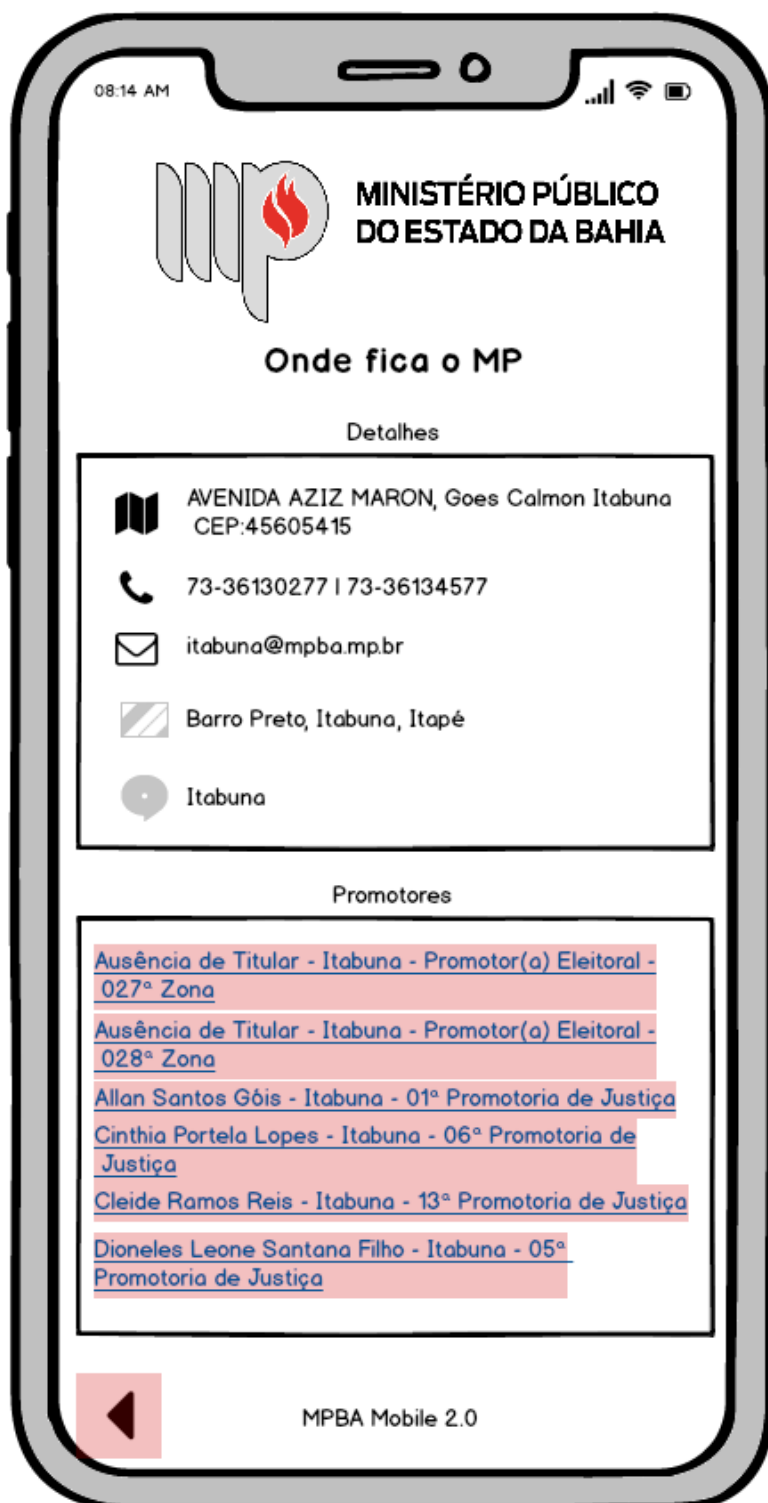 08:14 AM
mp
MINISTÉRIO PÚBLICO
DO ESTADO DA BAHIA
Onde fica o MP
Detalhes
AVENIDA AZIZ MARON, Goes Calmon Itabuna
CEP:45605415
73-36130277 | 73-36134577
itabuna@mpba.mp.br
Barro Preto, Itabuna, Itapé
Itabuna
Promotores
Ausência de Titular - Itabuna - Promotor(a) Eleitoral -
027ª Zona
Ausência de Titular - Itabuna - Promotor(a) Eleitoral -
028ª Zona
Allan Santos Góis - Itabuna - 01ª Promotoria de Justiça
Cinthia Portela Lopes - Itabuna - 06ª Promotoria de
Justiça
Cleide Ramos Reis - Itabuna - 13ª Promotoria de Justiça
Dioneles Leone Santana Filho - Itabuna - 05ª
Promotoria de Justiça
MPBA Mobile 2.0